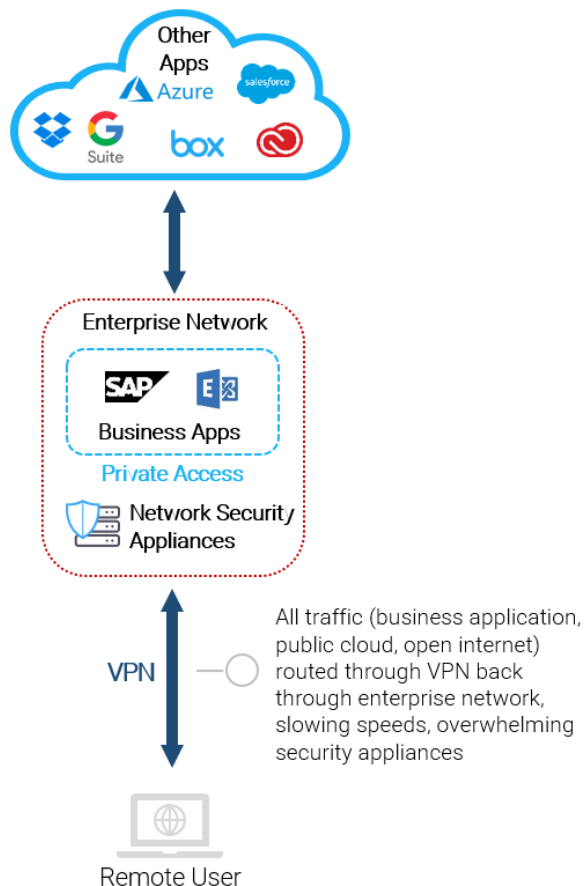 Other
Apps
Azure
salesforce
G
Suite
box
Enterprise Network
SAP
E
Business Apps
Private Access
Network Security
Appliances
VPN
All traffic (business application,
public cloud, open internet)
routed through VPN back
through enterprise network,
slowing speeds, overwhelming
security appliances
Remote User